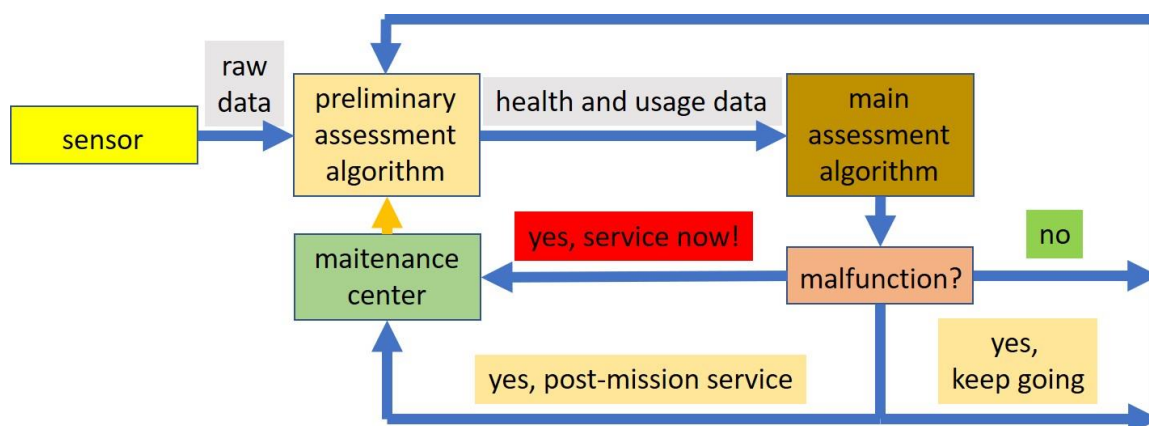 raw
data
sensor
preliminary
assessment
algorithm
health and usage data
main
assessment
algorithm
yes, service now!
no
maitenance
center
malfunction?
yes, post-mission service
yes,
keep going